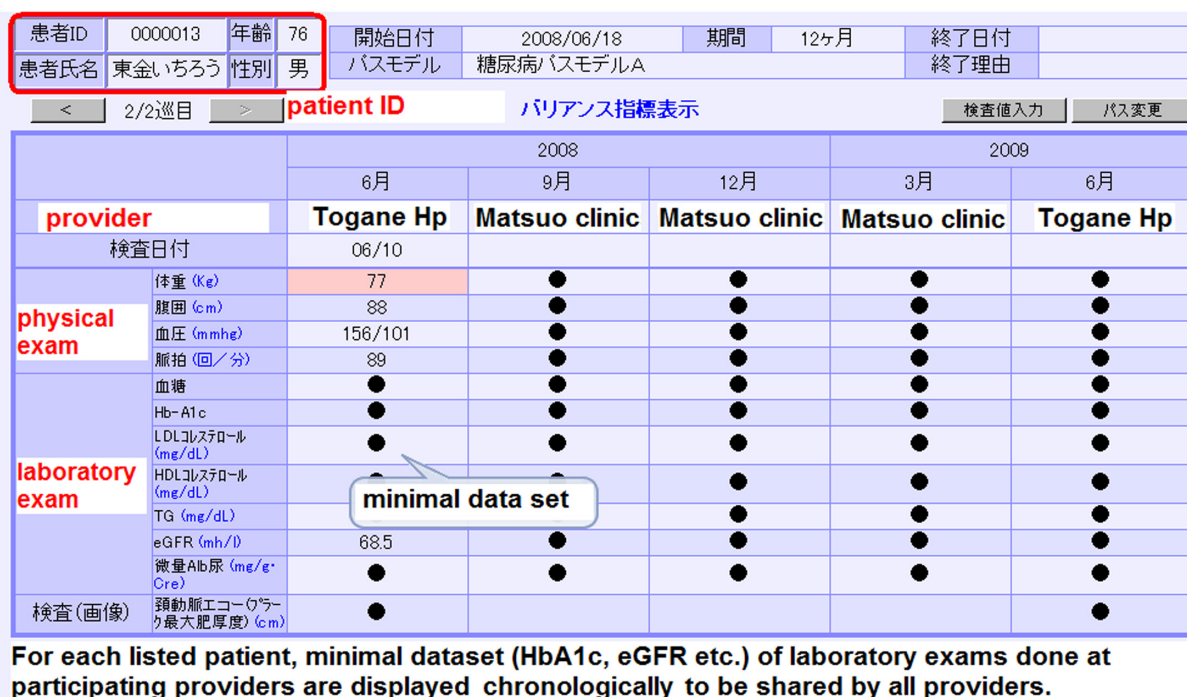 患者ID 0000013 年齢 76 開始日付 2008/06/18 期間 12ヶ月 終了日付
患者氏名 東金いちろう 性別 男 パスモデル 糖尿病パスモデルA 終了理由
< 2/2巡目 > patient ID バリアンス指標表示 検査値入力 パス変更
2008 2009
6月 9月 12月 3月 6月
provider Togane Hp Matsuo clinic Matsuo clinic Matsuo clinic Togane Hp
検査日付 06/10
physical exam
体重 (Kg) 77 ● ● ● ●
腹囲 (cm) 88 ● ● ● ●
血圧 (mmhg) 156/101 ● ● ● ●
脈拍 (回/分) 89 ● ● ● ●
laboratory exam
血糖 ● ● ● ● ●
Hb-A1c ● ● ● ● ●
LDLコレステロール
(mg/dL) ● ● ● ● ●
HDLコレステロール
(mg/dL) ● ● ●
minimal data set
TG (mg/dL) ● ● ●
eGFR (mh/l) 68.5 ● ● ● ●
微量Alb尿 (mg/g・
Cre) ● ● ● ● ●
検査(画像) 頚動脈エコー(プラー
ク最大肥厚度) (cm) ● ●
For each listed patient, minimal dataset (HbA1c, eGFR etc.) of laboratory exams done at
participating providers are displayed chronologically to be shared by all providers.